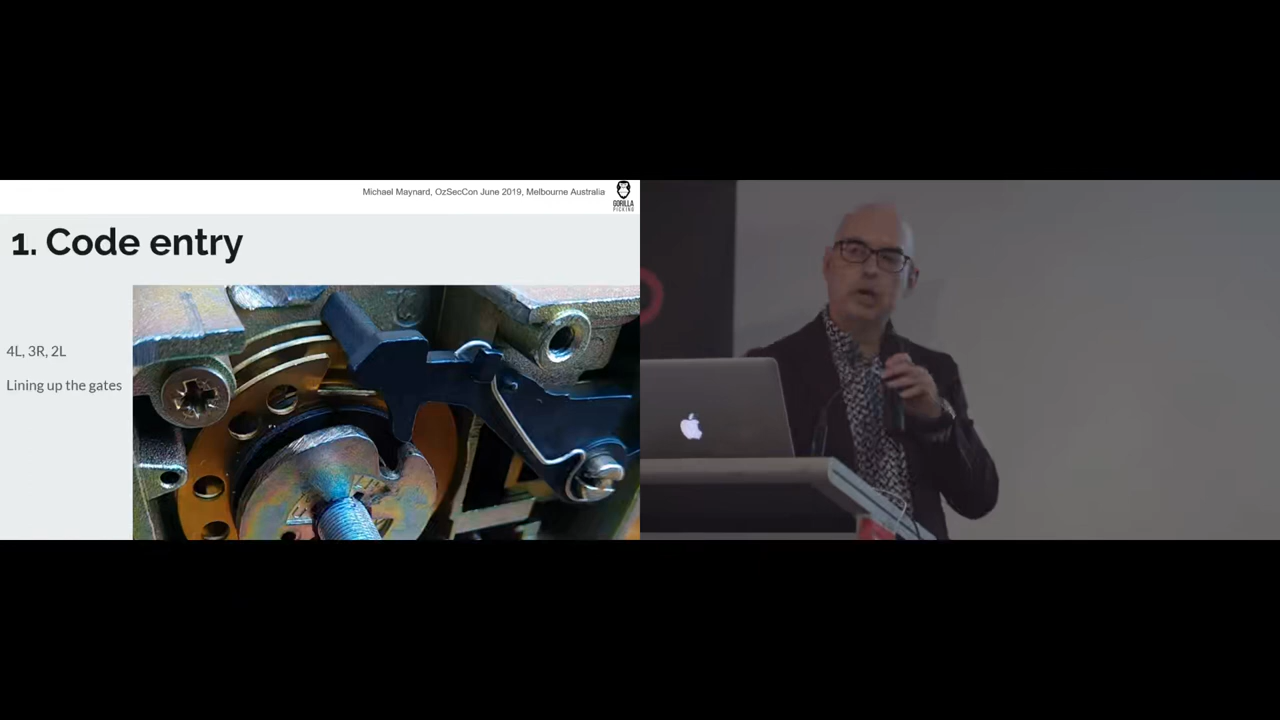 Michael Maynard, OzSecCon June 2019, Melbourne Australia
GORILLA
PICKING
1. Code entry
4L, 3R, 2L
Lining up the gates